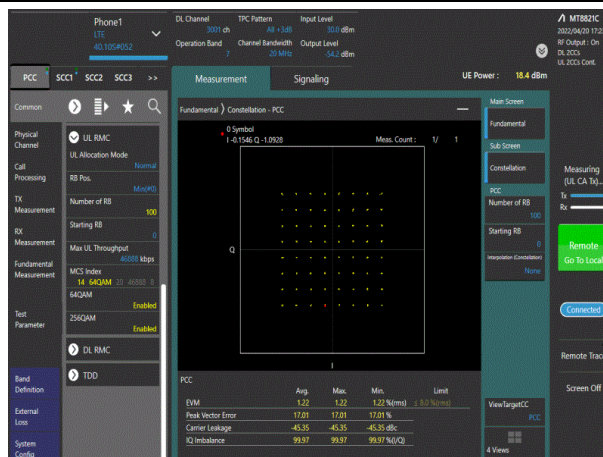 Phone1
LTE
40.105#052
DL Channel TPC Pattern Input Level
3001 ch All +3dB 30.0 dBm
Operation Band Channel Bandwidth Output Level
7 20 MHz -54.2 dBm
MT8821C
2022/04/20 17:2
RF Output : On
DL 2CCs
UL 2CCs Cont.
PCC SCC1 SCC2 SCC3 >>
Measurement Signaling UE Power : 18.4 dBm
Common
Physical Channel
Call Processing
TX Measurement
RX Measurement
Fundamental Measurement
Test Parameter
Band Definition
External Loss
System Config
UL RMC
UL Allocation Mode
Normal
RB Pos.
Min(#0)
Number of RB
100
Starting RB
0
Max UL Throughput
46888 kbps
MCS Index
14 64QAM 20 46888 8
64QAM
Enabled
256QAM
Enabled
DL RMC
TDD
Fundamental ⟩ Constellation - PCC
0 Symbol
I -0.1546 Q -1.0928 Meas. Count : 1/ 1
Q
I
PCC
Avg. Max. Min. Limit
EVM 1.22 1.22 1.22 %(rms) ≤ 8.0 %(rms)
Peak Vector Error 17.01 17.01 17.01 %
Carrier Leakage -45.35 -45.35 -45.35 dBc
IQ Imbalance 99.97 99.97 99.97 %(I/Q)
Main Screen
Fundamental
Sub Screen
Constellation
PCC
Number of RB
100
Starting RB
0
Interpolation (Constellation)
None
ViewTargetCC
PCC
4 Views
Measuring
(UL CA Tx)...
Tx
Rx
Remote
Go To Local
Connected
Remote Trac
Screen Off